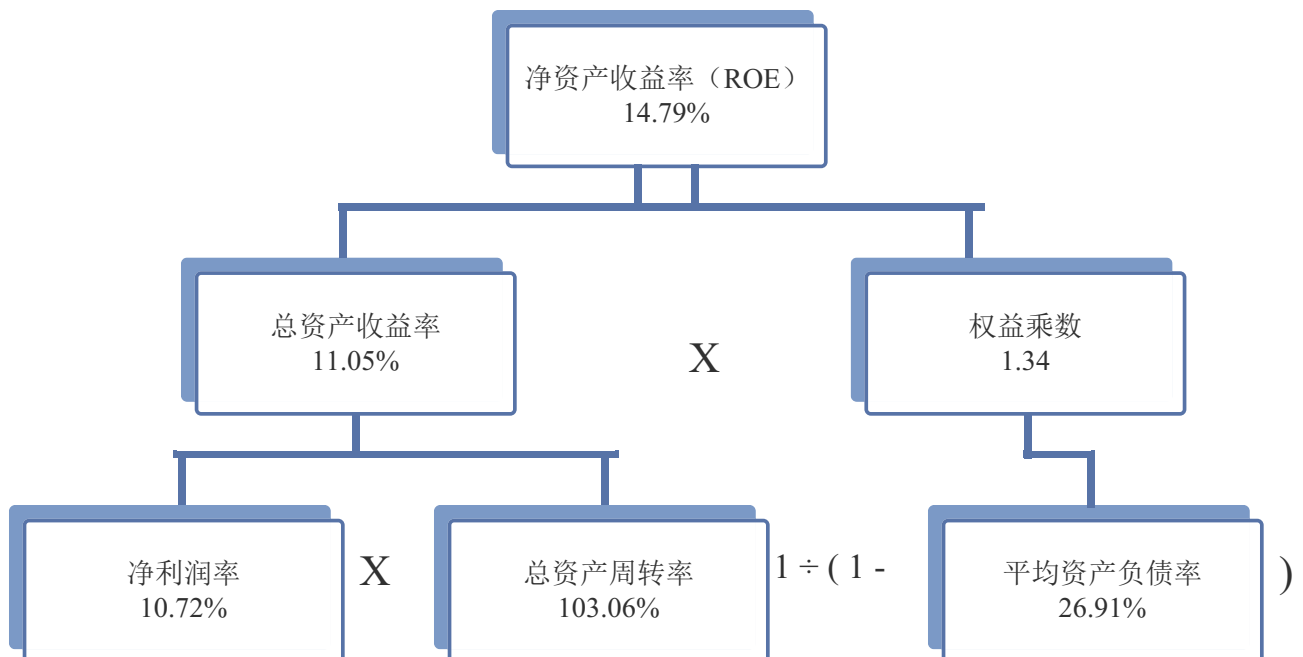 净资产收益率（ROE）
14.79%
总资产收益率
11.05%
X
权益乘数
1.34
净利润率
10.72%
X
总资产周转率
103.06%
1 ÷ ( 1 -
平均资产负债率
26.91%
)